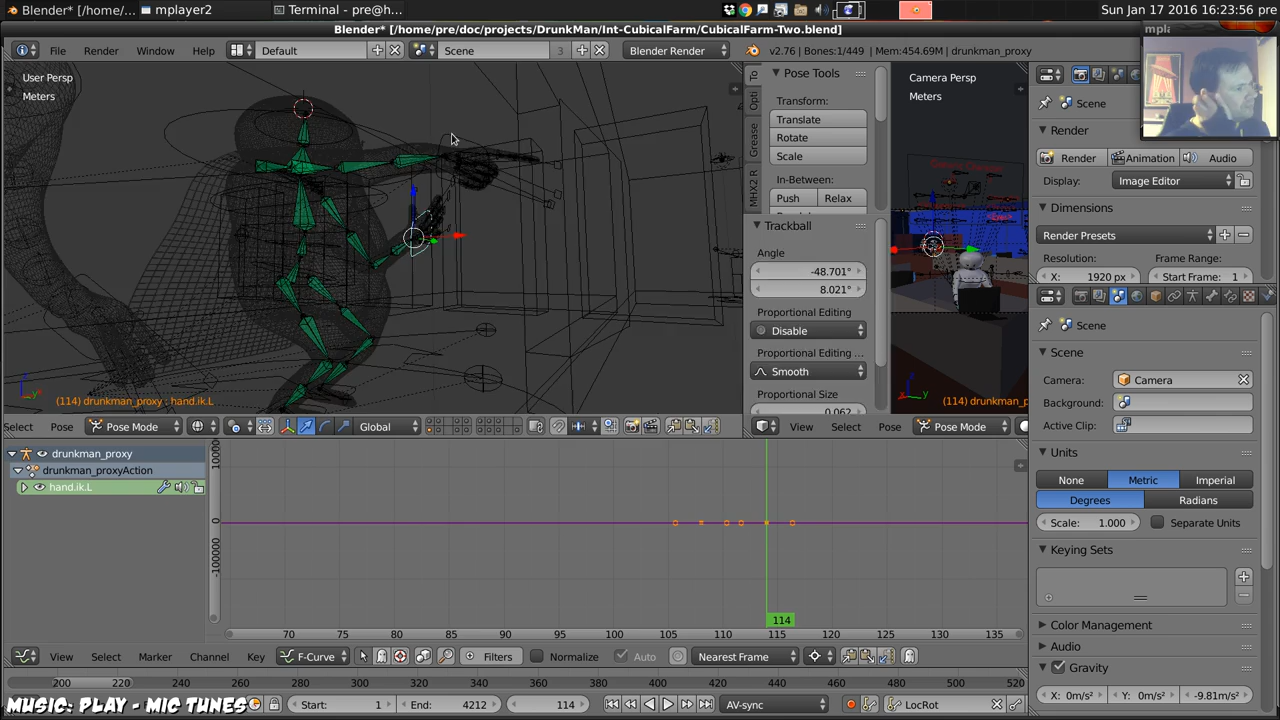 Blender* [/home/pre/d...
mplayer2
Terminal - pre@h...
Sun Jan 17 2016 16:23:56 pre
Blender* [/home/pre/doc/projects/DrunkMan/Int-CubicalFarm/CubicalFarm-Two.blend]
mpla
File Render Window Help
Default
Scene
3
Blender Render
v2.76 | Bones:1/449 | Mem:454.69M | drunkman_proxy
User Persp
Meters
To
Opti
Grease
MHX2 R
Pose Tools
Transform:
Translate
Rotate
Scale
In-Between:
Push Relax
Trackball
Angle
-48.701°
8.021°
Proportional Editing
Disable
Proportional Editing ...
Smooth
Proportional Size
0.062
Camera Persp
Meters
(114) drunkman_p
Scene
Render
Render Animation Audio
Display: Image Editor
Dimensions
Render Presets
Resolution: Frame Range:
X: 1920 px Start Frame: 1
Scene
Scene
Camera: Camera
Background:
Active Clip:
Units
None Metric Imperial
Degrees Radians
Scale: 1.000 Separate Units
Keying Sets
Color Management
Audio
Gravity
X: 0m/s² Y: 0m/s² -9.81m/s²
(114) drunkman_proxy : hand.ik.L
Select Pose Pose Mode Global
View Select Pose Pose Mode
drunkman_proxy
drunkman_proxyAction
hand.ik.L
0
-100000
114
70 75 80 85 90 95 100 105 110 115 120 125 130 135
View Select Marker Channel Key F-Curve Filters Normalize Auto Nearest Frame
200 220 240 260 280 300 320 340 360 380 400 420 440 460 480 500 520
MUSIC: PLAY - MIC TUNES
Start: 1 End: 4212 114 AV-sync LocRot